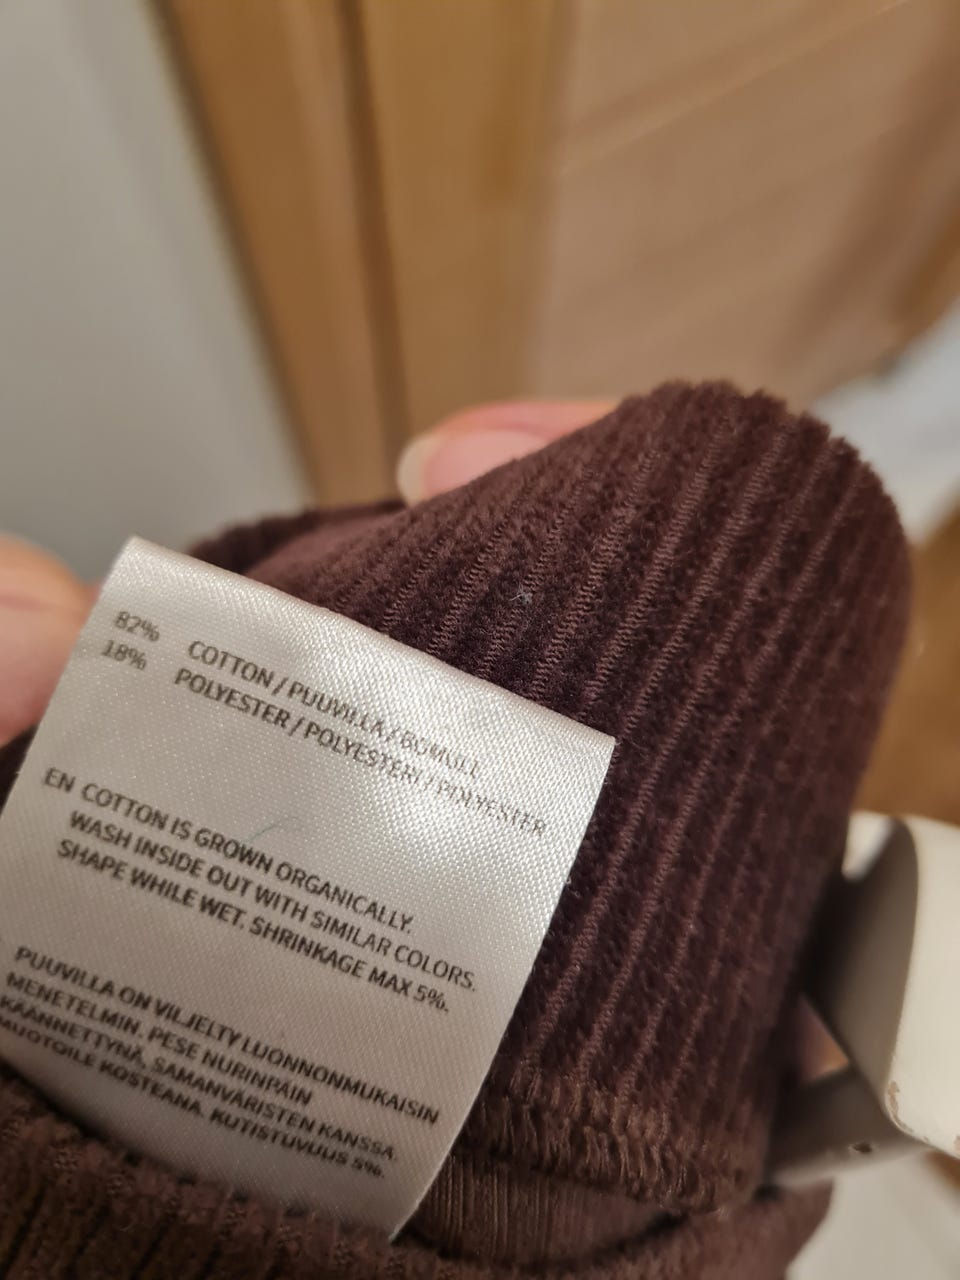 82% COTTON / PUUVILLA / BOMULL
18% POLYESTER / POLYESTERI / POLYESTER
EN COTTON IS GROWN ORGANICALLY.
WASH INSIDE OUT WITH SIMILAR COLORS.
SHAPE WHILE WET. SHRINKAGE MAX 5%.
PUUVILLA ON VILJELTY LUONNONMUKAISIN
MENETELMIN. PESE NURINPÄIN
KÄÄNNETTYNÄ, SAMANVÄRISTEN KANSSA.
MUOTOILE KOSTEANA. KUTISTUVUUS 5%.